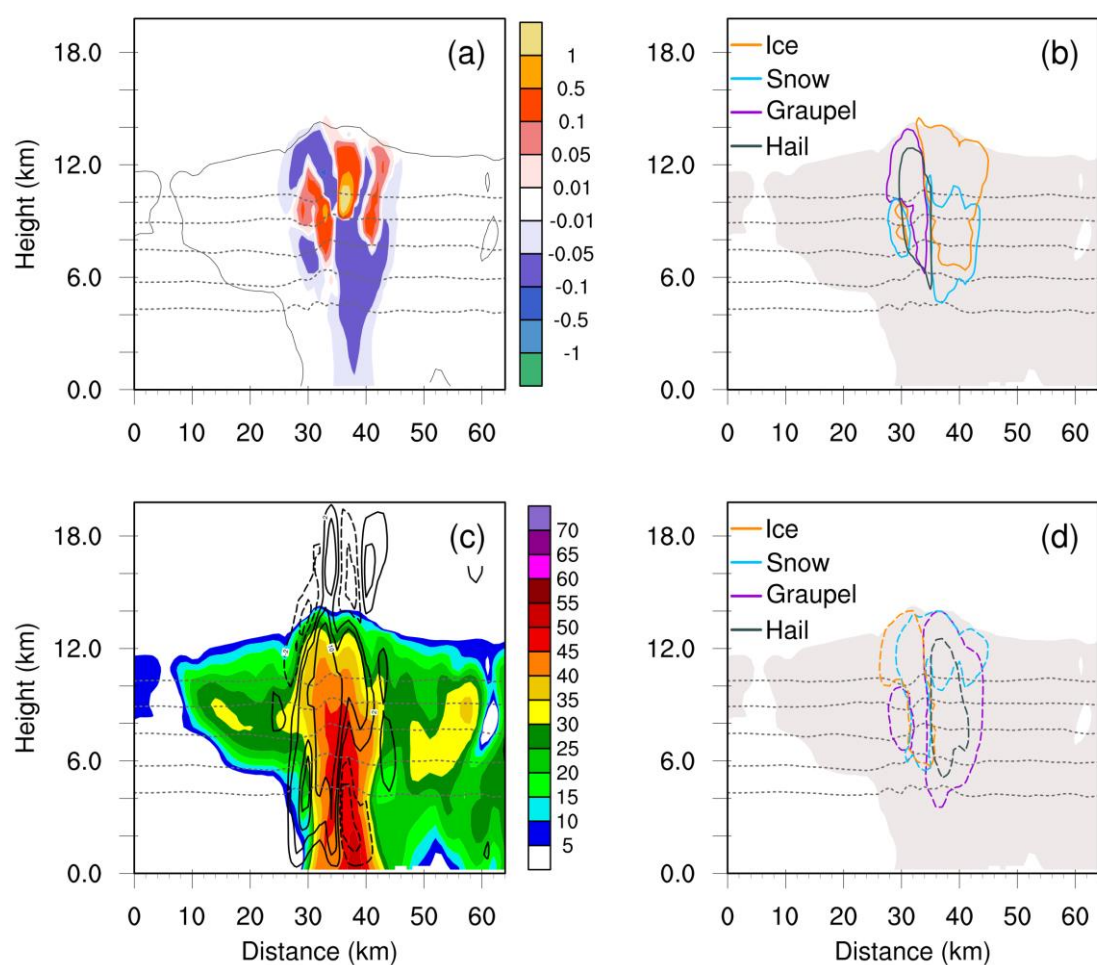 (a)
18.0
12.0
6.0
0.0
Height (km)
0 10 20 30 40 50 60
1
0.5
0.1
0.05
0.01
-0.01
-0.05
-0.1
-0.5
-1
(b)
Ice
Snow
Graupel
Hail
18.0
12.0
6.0
0.0
0 10 20 30 40 50 60
(c)
18.0
12.0
6.0
0.0
Height (km)
0 10 20 30 40 50 60
Distance (km)
70
65
60
55
50
45
40
35
30
25
20
15
10
5
(d)
Ice
Snow
Graupel
Hail
18.0
12.0
6.0
0.0
0 10 20 30 40 50 60
Distance (km)